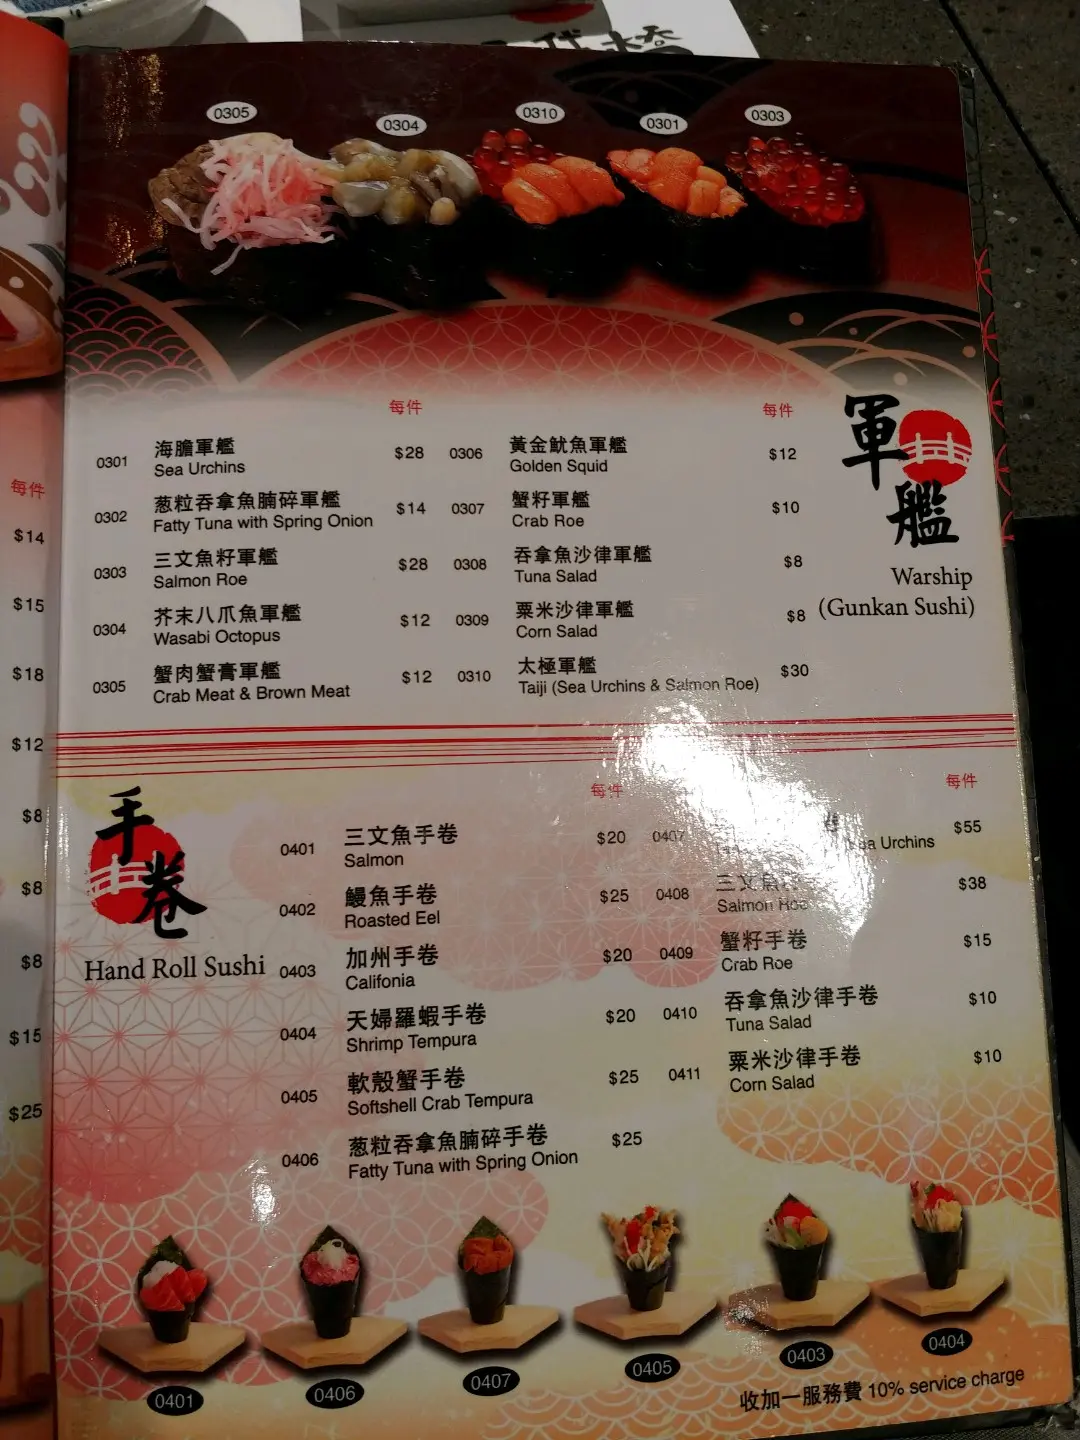 0305
0304
0310
0301
0303
每件
每件
0301 海膽軍艦 $28
Sea Urchins
0302 葱粒吞拿魚腩碎軍艦 $14
Fatty Tuna with Spring Onion
0303 三文魚籽軍艦 $28
Salmon Roe
0304 芥末八爪魚軍艦 $12
Wasabi Octopus
0305 蟹肉蟹膏軍艦 $12
Crab Meat & Brown Meat
0306 黃金魷魚軍艦 $12
Golden Squid
0307 蟹籽軍艦 $10
Crab Roe
0308 吞拿魚沙律軍艦 $8
Tuna Salad
0309 粟米沙律軍艦 $8
Corn Salad
0310 太極軍艦 $30
Taiji (Sea Urchins & Salmon Roe)
軍艦
Warship
(Gunkan Sushi)
每件
$14
$15
$18
$12
$8
$8
$8
$15
$25
手卷
Hand Roll Sushi
每件
每件
0401 三文魚手卷 $20
Salmon
0402 鰻魚手卷 $25
Roasted Eel
0403 加州手卷 $20
Califonia
0404 天婦羅蝦手卷 $20
Shrimp Tempura
0405 軟殼蟹手卷 $25
Softshell Crab Tempura
0406 葱粒吞拿魚腩碎手卷 $25
Fatty Tuna with Spring Onion
0407 $55
Urchins
0408 三文魚 $38
Salmon Roe
0409 蟹籽手卷 $15
Crab Roe
0410 吞拿魚沙律手卷 $10
Tuna Salad
0411 粟米沙律手卷 $10
Corn Salad
0401
0406
0407
0405
0403
0404
收加一服務費 10% service charge